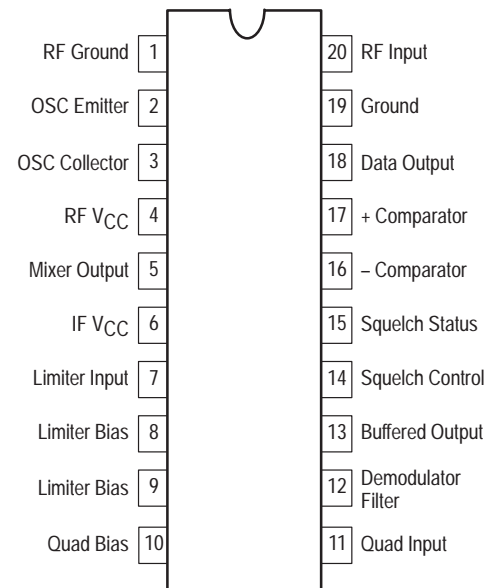 RF Ground 1
20 RF Input
OSC Emitter 2
19 Ground
OSC Collector 3
18 Data Output
RF VCC 4
17 + Comparator
Mixer Output 5
16 – Comparator
IF VCC 6
15 Squelch Status
Limiter Input 7
14 Squelch Control
Limiter Bias 8
13 Buffered Output
Limiter Bias 9
12 Demodulator
Filter
Quad Bias 10
11 Quad Input